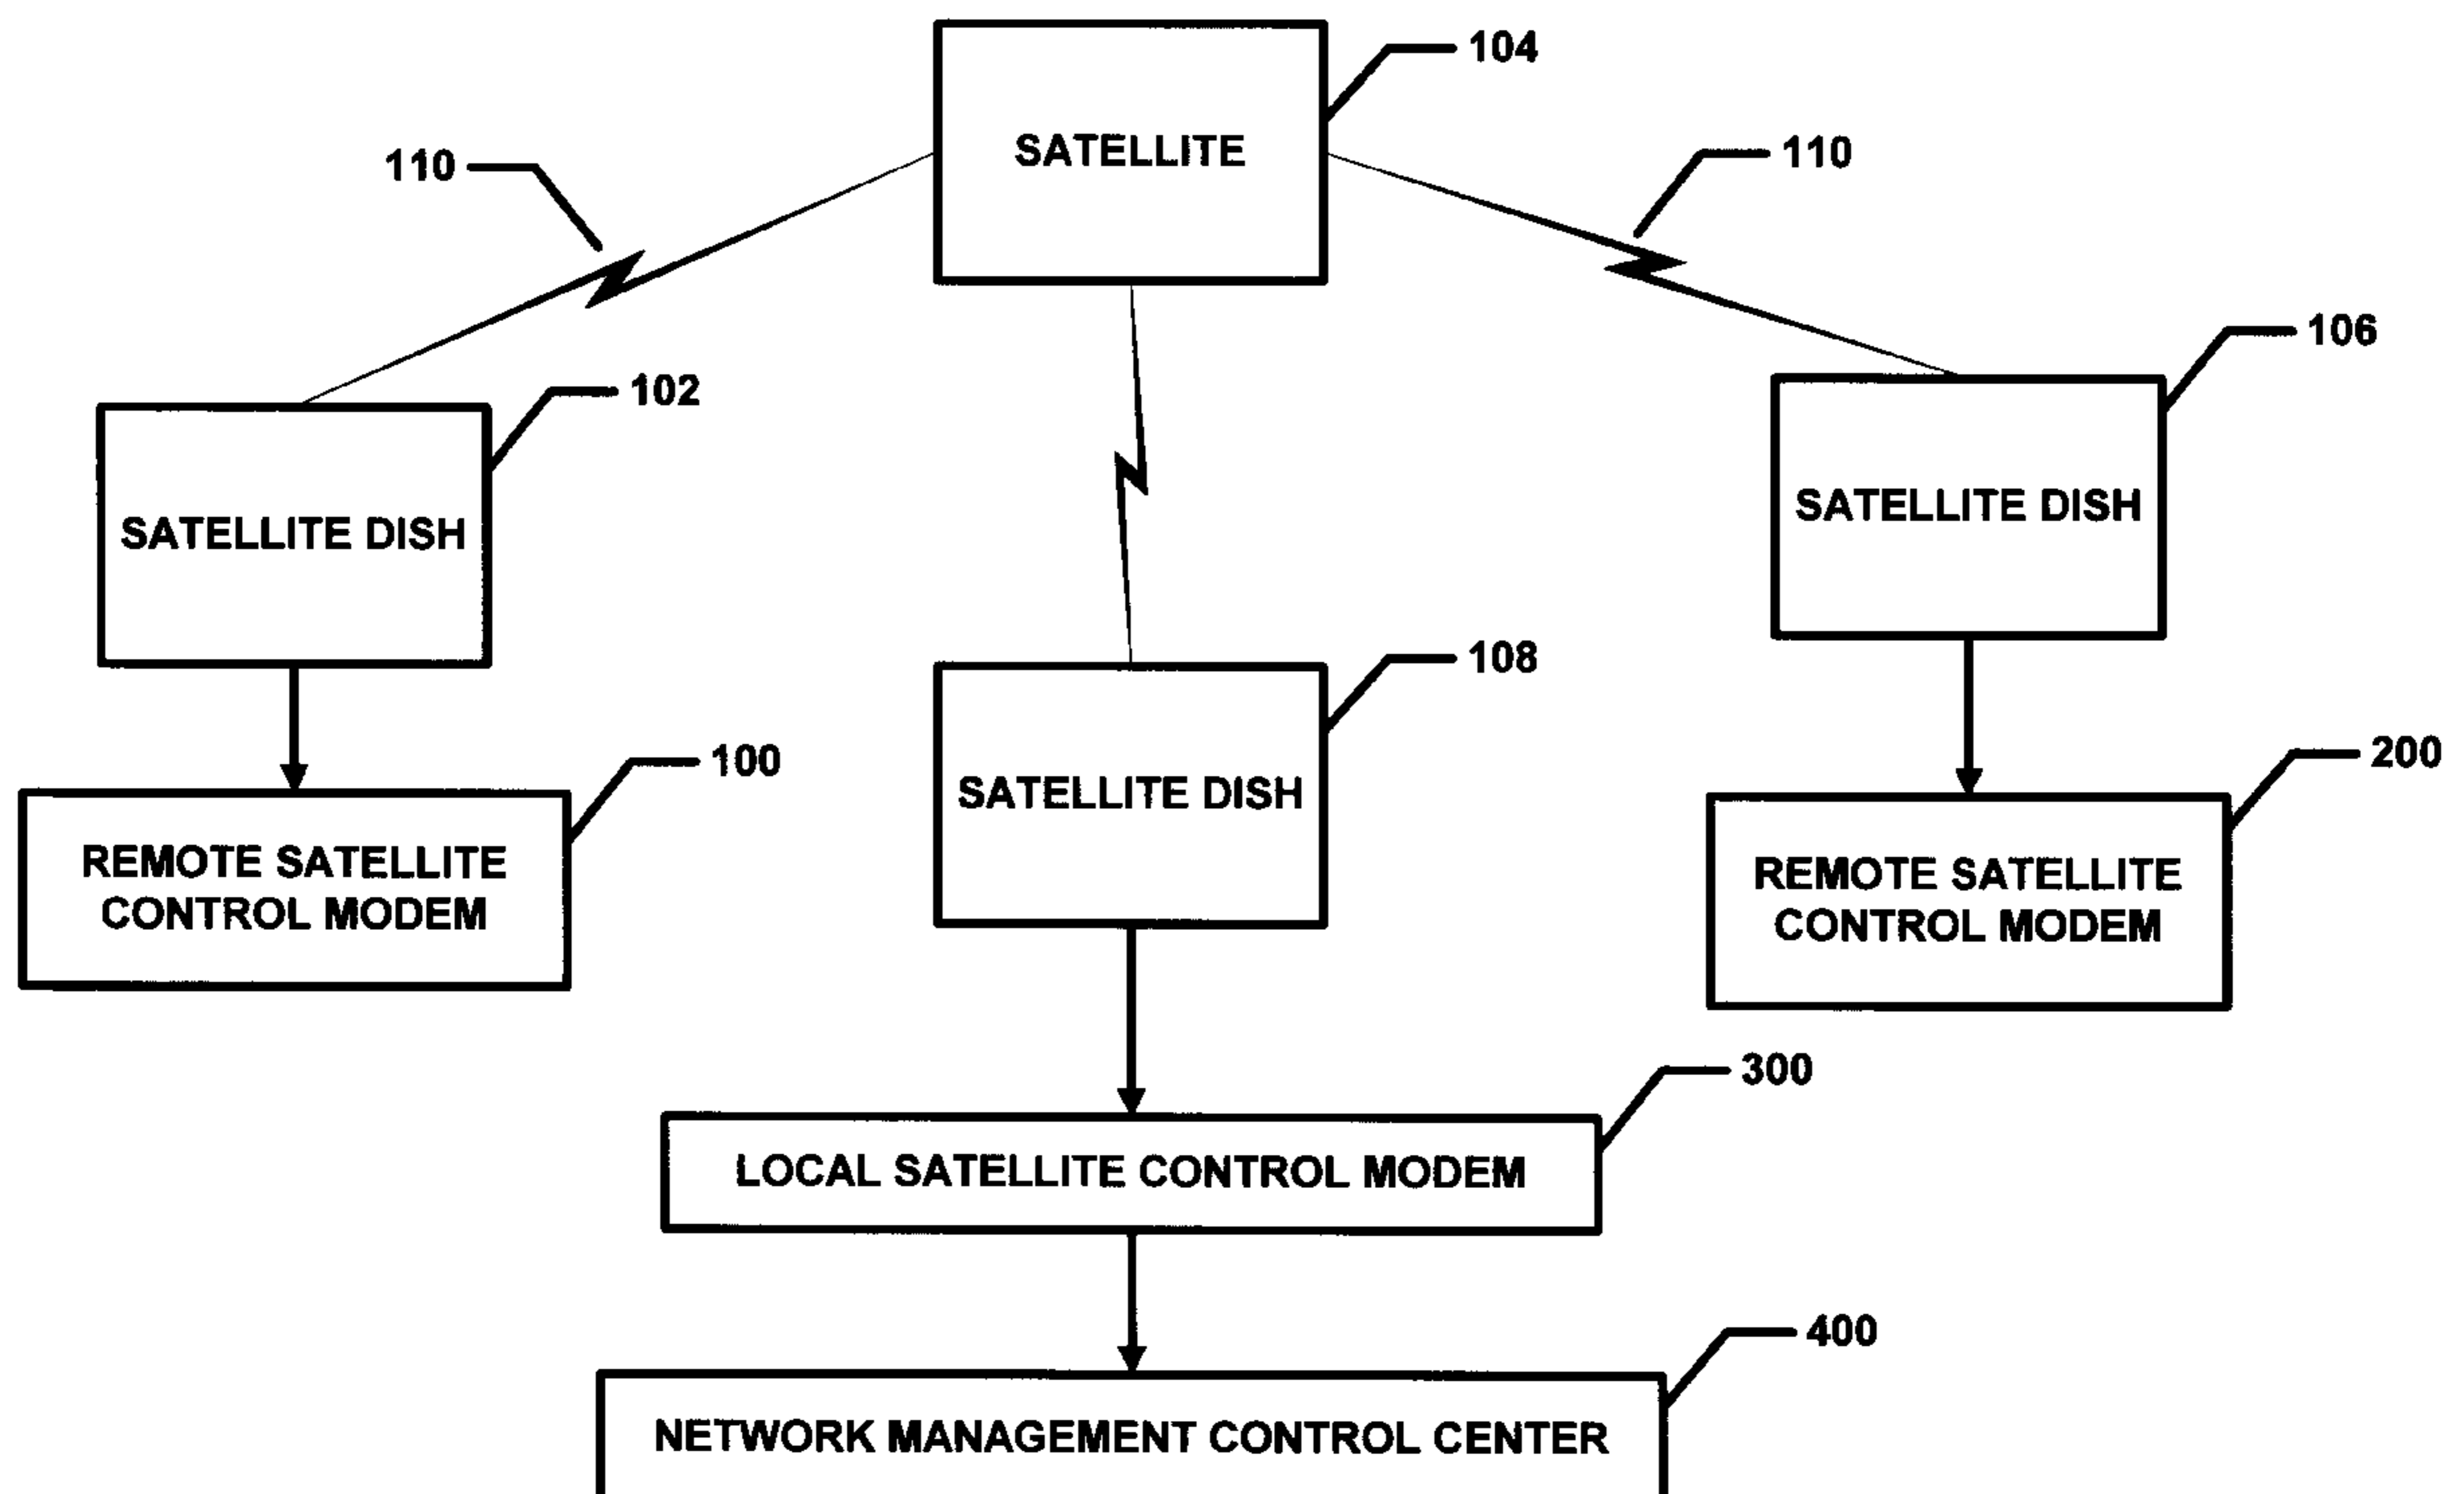 104
SATELLITE
110
110
106
102
SATELLITE DISH
SATELLITE DISH
108
100
200
SATELLITE DISH
REMOTE SATELLITE
CONTROL MODEM
REMOTE SATELLITE
CONTROL MODEM
300
LOCAL SATELLITE CONTROL MODEM
400
NETWORK MANAGEMENT CONTROL CENTER